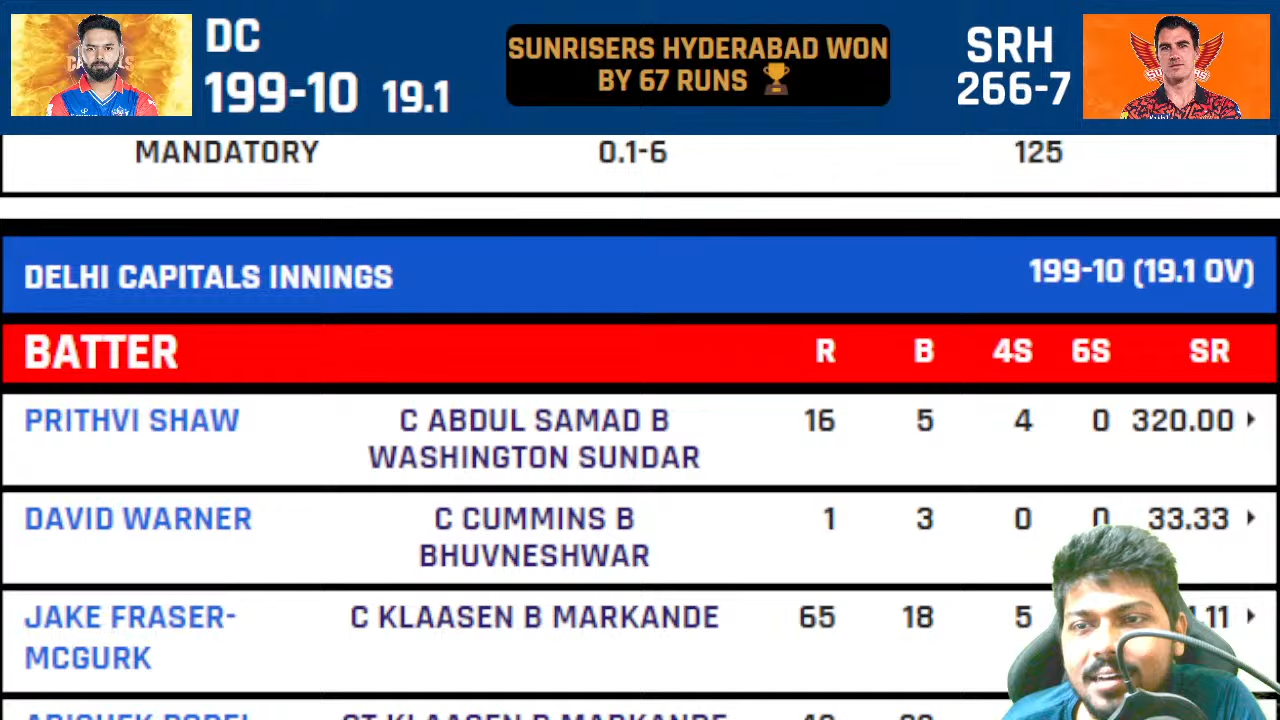 DC
199-10 19.1
SUNRISERS HYDERABAD WON
BY 67 RUNS 🏆
SRH
266-7
MANDATORY 0.1-6 125
DELHI CAPITALS INNINGS 199-10 (19.1 OV)
BATTER R B 4S 6S SR
PRITHVI SHAW C ABDUL SAMAD B 16 5 4 0 320.00
WASHINGTON SUNDAR
DAVID WARNER C CUMMINS B 1 3 0 0 33.33
BHUVNESHWAR
JAKE FRASER- C KLAASEN B MARKANDE 65 18 5
MCGURK